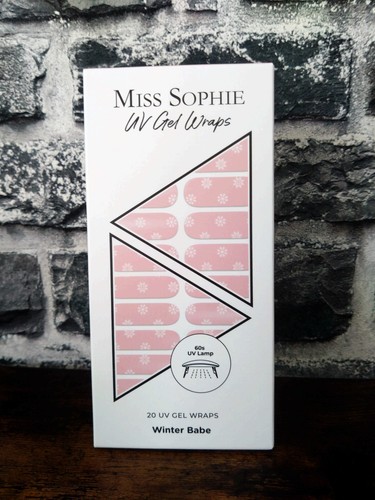 MISS SOPHIE
UV Gel Wraps
60s
UV Lamp
20 UV GEL WRAPS
Winter Babe